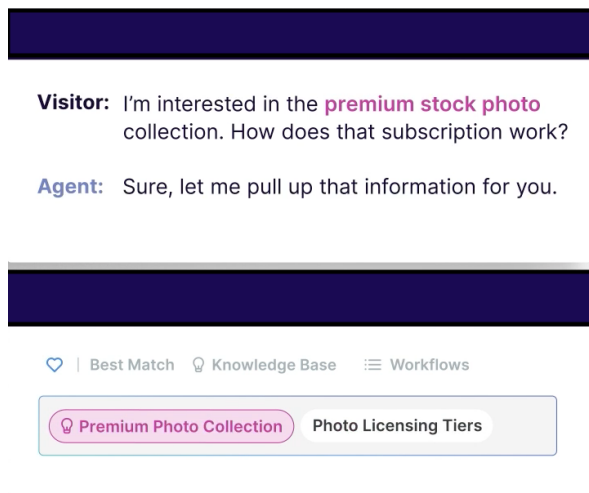 Visitor: I'm interested in the premium stock photo
collection. How does that subscription work?
Agent: Sure, let me pull up that information for you.
Best Match Knowledge Base Workflows
Premium Photo Collection Photo Licensing Tiers